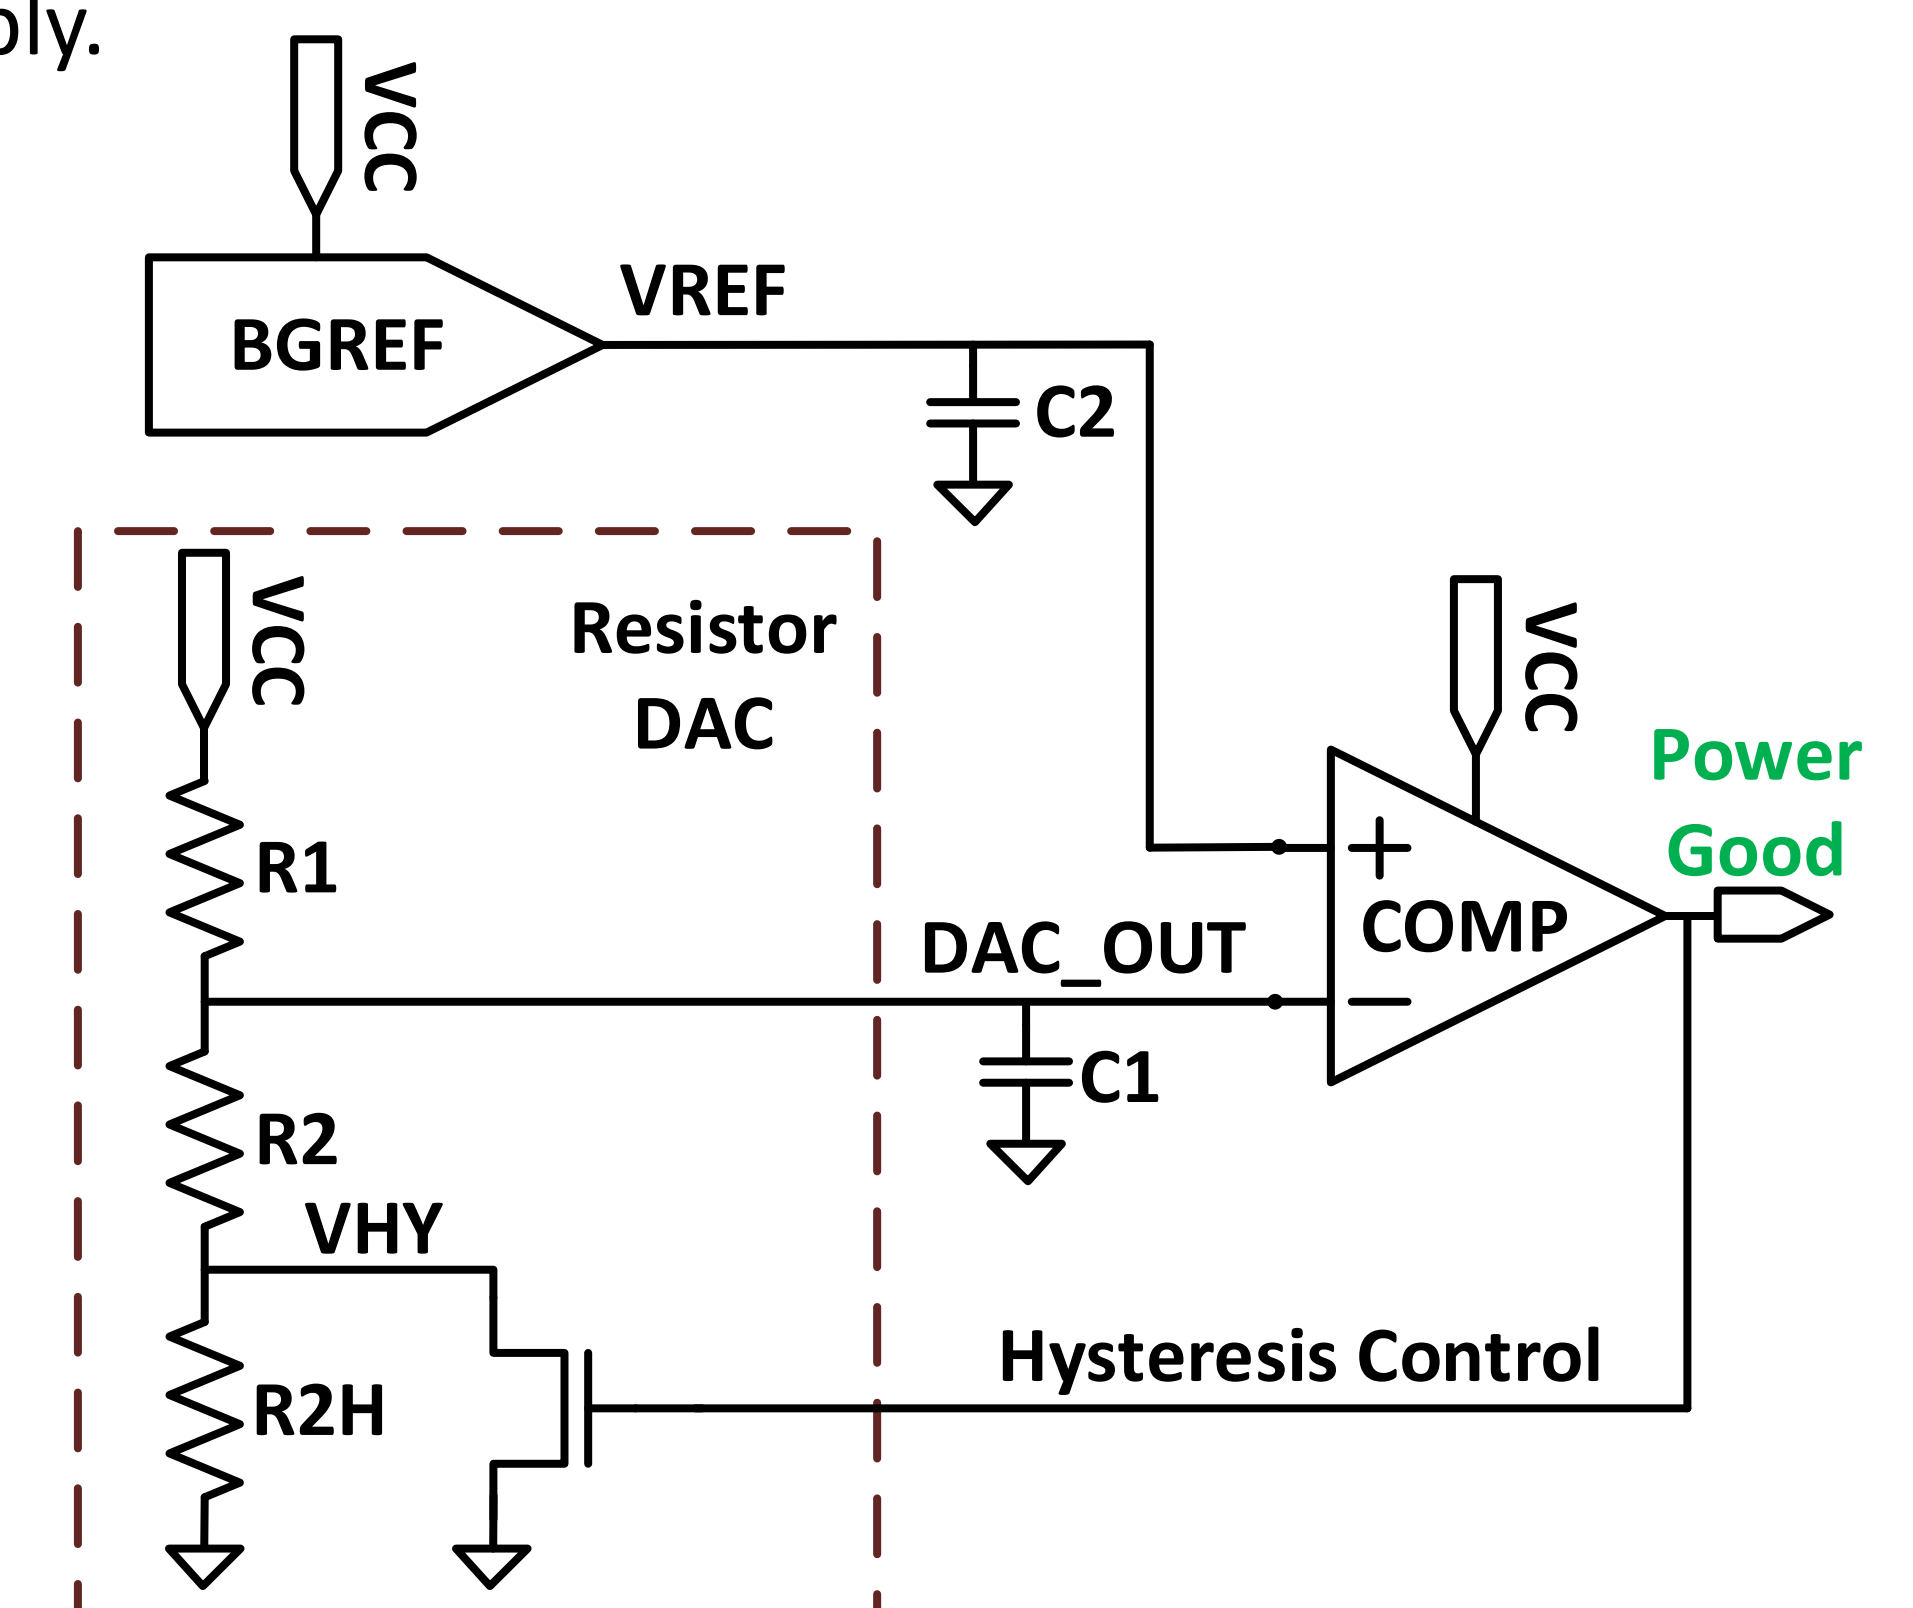 ply.
VCC
VREF
BGREF
C2
VCC
Resistor
DAC
VCC
Power
Good
R1
+
COMP
DAC_OUT
−
C1
R2
VHY
Hysteresis Control
R2H